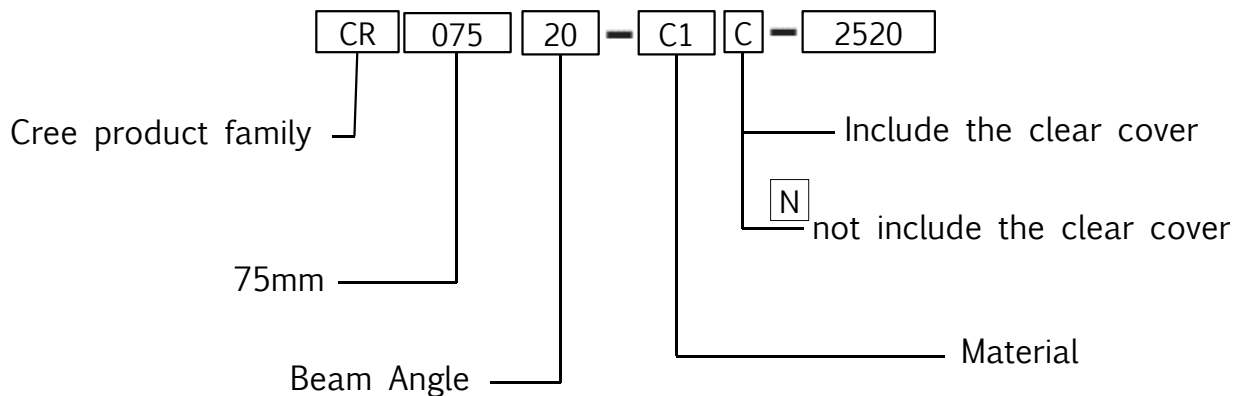 CR 075 20 - C1 C - 2520
Cree product family
Include the clear cover
N
not include the clear cover
75mm
Material
Beam Angle